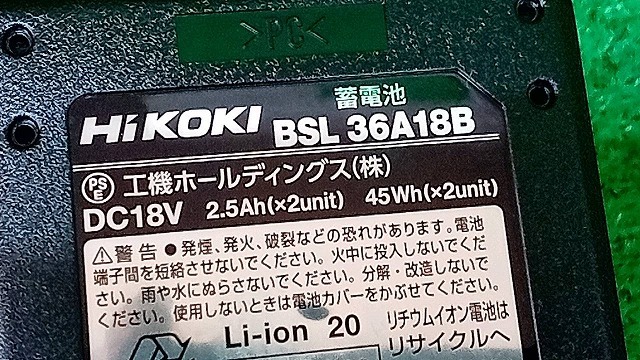 >PC<
蓄電池
HiKOKI BSL 36A18B
PSE 工機ホールディングス(株)
DC18V 2.5Ah(×2unit) 45Wh(×2unit)
⚠警告 ●発煙、発火、破裂などの恐れがあります。電池
端子間を短絡させないでください。火中に投入しないでくだ
さい。雨や水にぬらさないでください。分解・改造しないで
ください。使用しないときは電池カバーをかぶせてください。
Li-ion 20 リチウムイオン電池は
リサイクルへ